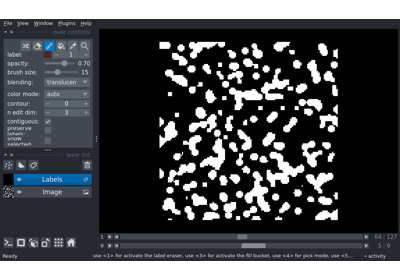 File View Window Plugins Help
layer controls
label: 1
opacity: 0.70
brush size: 15
blending: translucen
color mode: auto
contour: 0
n edit dim: 3
contiguous:
preserve
labels:
show
selected:
layer list
Labels
Image
1 64 127
0 5 9
Ready
use <1> for activate the label eraser, use <3> for activate the fill bucket, use <4> for pick mode, use <5...
activity